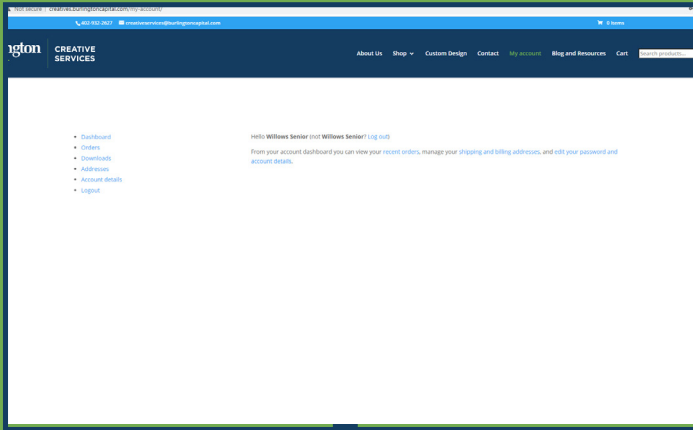 Not secure | creatives.burlingtoncapital.com/my-account/
402-932-2627 creativeservices@burlingtoncapital.com 0 items
ngton CREATIVE SERVICES
About Us Shop Custom Design Contact My account Blog and Resources Cart Search products...
Dashboard
Orders
Downloads
Addresses
Account details
Logout
Hello Willows Senior (not Willows Senior? Log out)
From your account dashboard you can view your recent orders, manage your shipping and billing addresses, and edit your password and
account details.